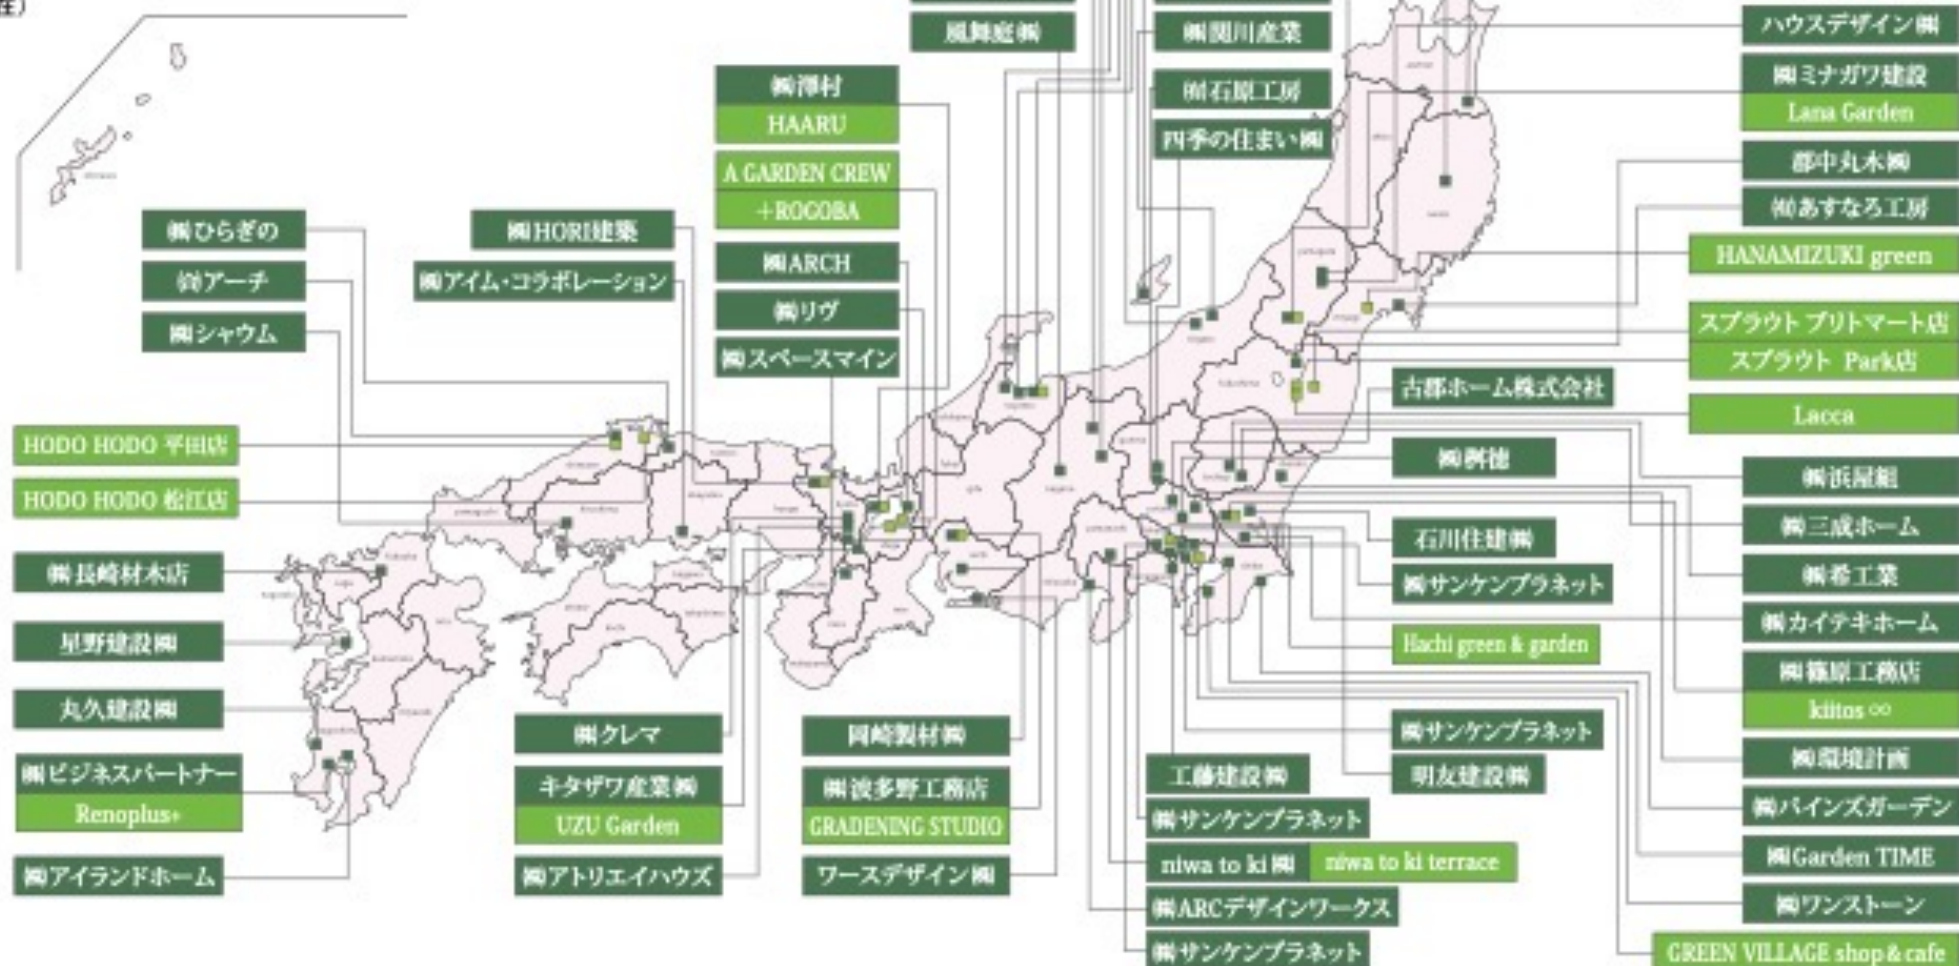 在）
風舞庭㈱
㈱関川産業
㈲石原工房
四季の住まい㈱
㈱澤村
HAARU
A GARDEN CREW
＋ROGOBA
㈱ARCH
㈱リヴ
㈱スペースマイン
㈱HORI建築
㈱アイム・コラボレーション
㈱ひらぎの
㈾アーチ
㈱シャウム
HODO HODO 平田店
HODO HODO 松江店
㈱長崎材木店
星野建設㈱
丸久建設㈱
㈱ビジネスパートナー
Renoplus+
㈱アイランドホーム
㈱クレマ
キタザワ産業㈱
UZU Garden
㈱アトリエイハウズ
岡崎製材㈱
㈱波多野工務店
GRADENING STUDIO
ワースデザイン㈱
古郡ホーム株式会社
㈱桝徳
石川住建㈱
㈱サンケンプラネット
Hachi green & garden
㈱サンケンプラネット
明友建設㈱
工藤建設㈱
㈱サンケンプラネット
niwa to ki㈱
niwa to ki terrace
㈱ARCデザインワークス
㈱サンケンプラネット
ハウスデザイン㈱
㈱ミナガワ建設
Lana Garden
郡中丸木㈱
㈲あすなろ工房
HANAMIZUKI green
スプラウト ブリトマート店
スプラウト Park店
Lacca
㈱浜屋組
㈱三成ホーム
㈱希工業
㈱カイテキホーム
㈱篠原工務店
kiitos ∞
㈱環境計画
㈱パインズガーデン
㈱Garden TIME
㈱ワンストーン
GREEN VILLAGE shop＆cafe